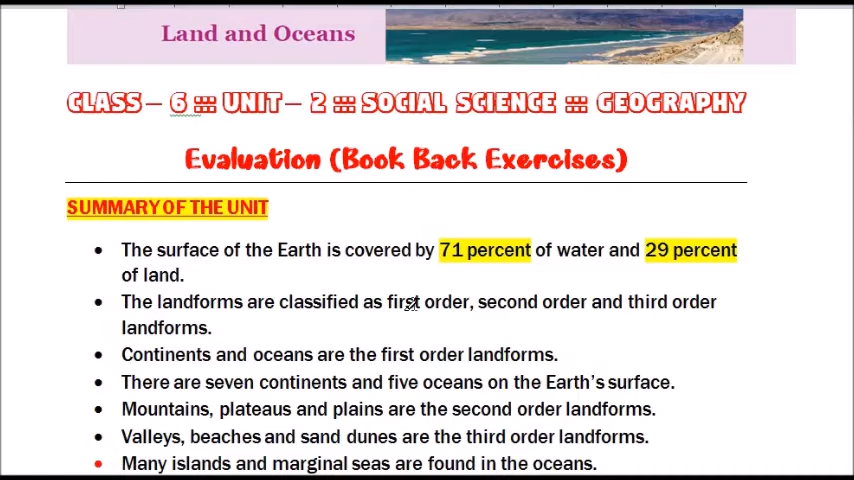 Land and Oceans
CLASS – 6 ::: UNIT – 2 ::: SOCIAL SCIENCE ::: GEOGRAPHY
Evaluation (Book Back Exercises)
SUMMARY OF THE UNIT
• The surface of the Earth is covered by 71 percent of water and 29 percent
of land.
• The landforms are classified as first order, second order and third order
landforms.
• Continents and oceans are the first order landforms.
• There are seven continents and five oceans on the Earth's surface.
• Mountains, plateaus and plains are the second order landforms.
• Valleys, beaches and sand dunes are the third order landforms.
• Many islands and marginal seas are found in the oceans.